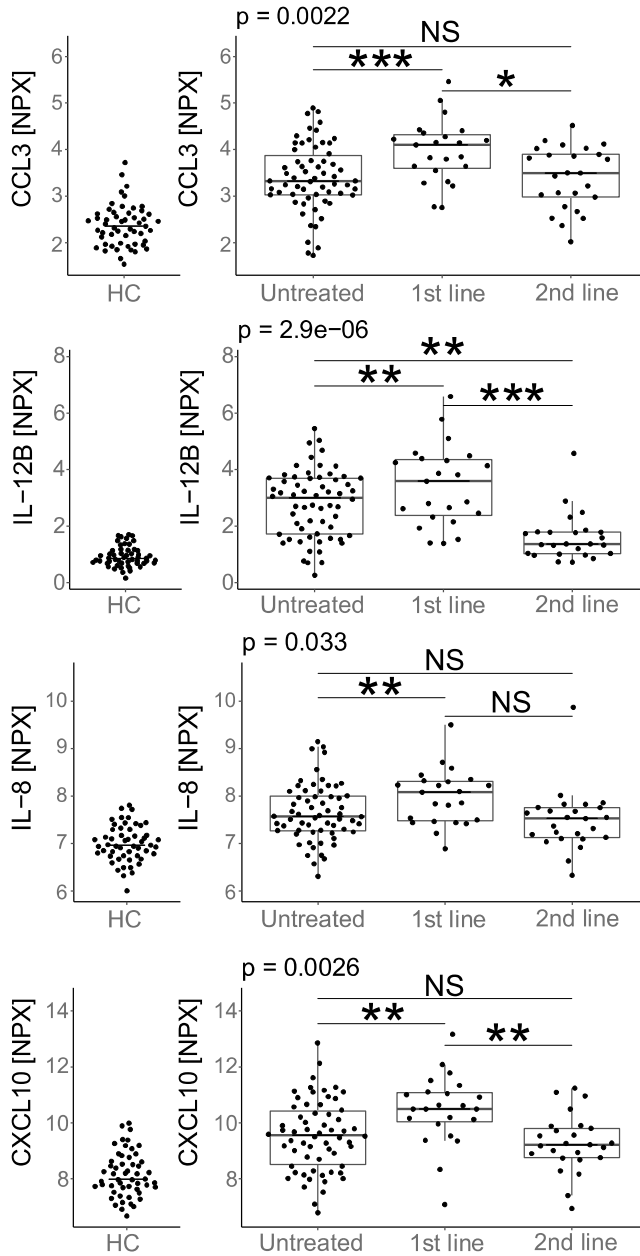 p = 0.0022
NS
***
*
CCL3 [NPX]
6
5
4
3
2
HC
CCL3 [NPX]
6
5
4
3
2
Untreated 1st line 2nd line
p = 2.9e−06
**
**
***
IL−12B [NPX]
8
6
4
2
0
HC
IL−12B [NPX]
8
6
4
2
0
Untreated 1st line 2nd line
p = 0.033
NS
**
NS
IL−8 [NPX]
10
9
8
7
6
HC
IL−8 [NPX]
10
9
8
7
6
Untreated 1st line 2nd line
p = 0.0026
NS
**
**
CXCL10 [NPX]
14
12
10
8
HC
CXCL10 [NPX]
14
12
10
8
Untreated 1st line 2nd line